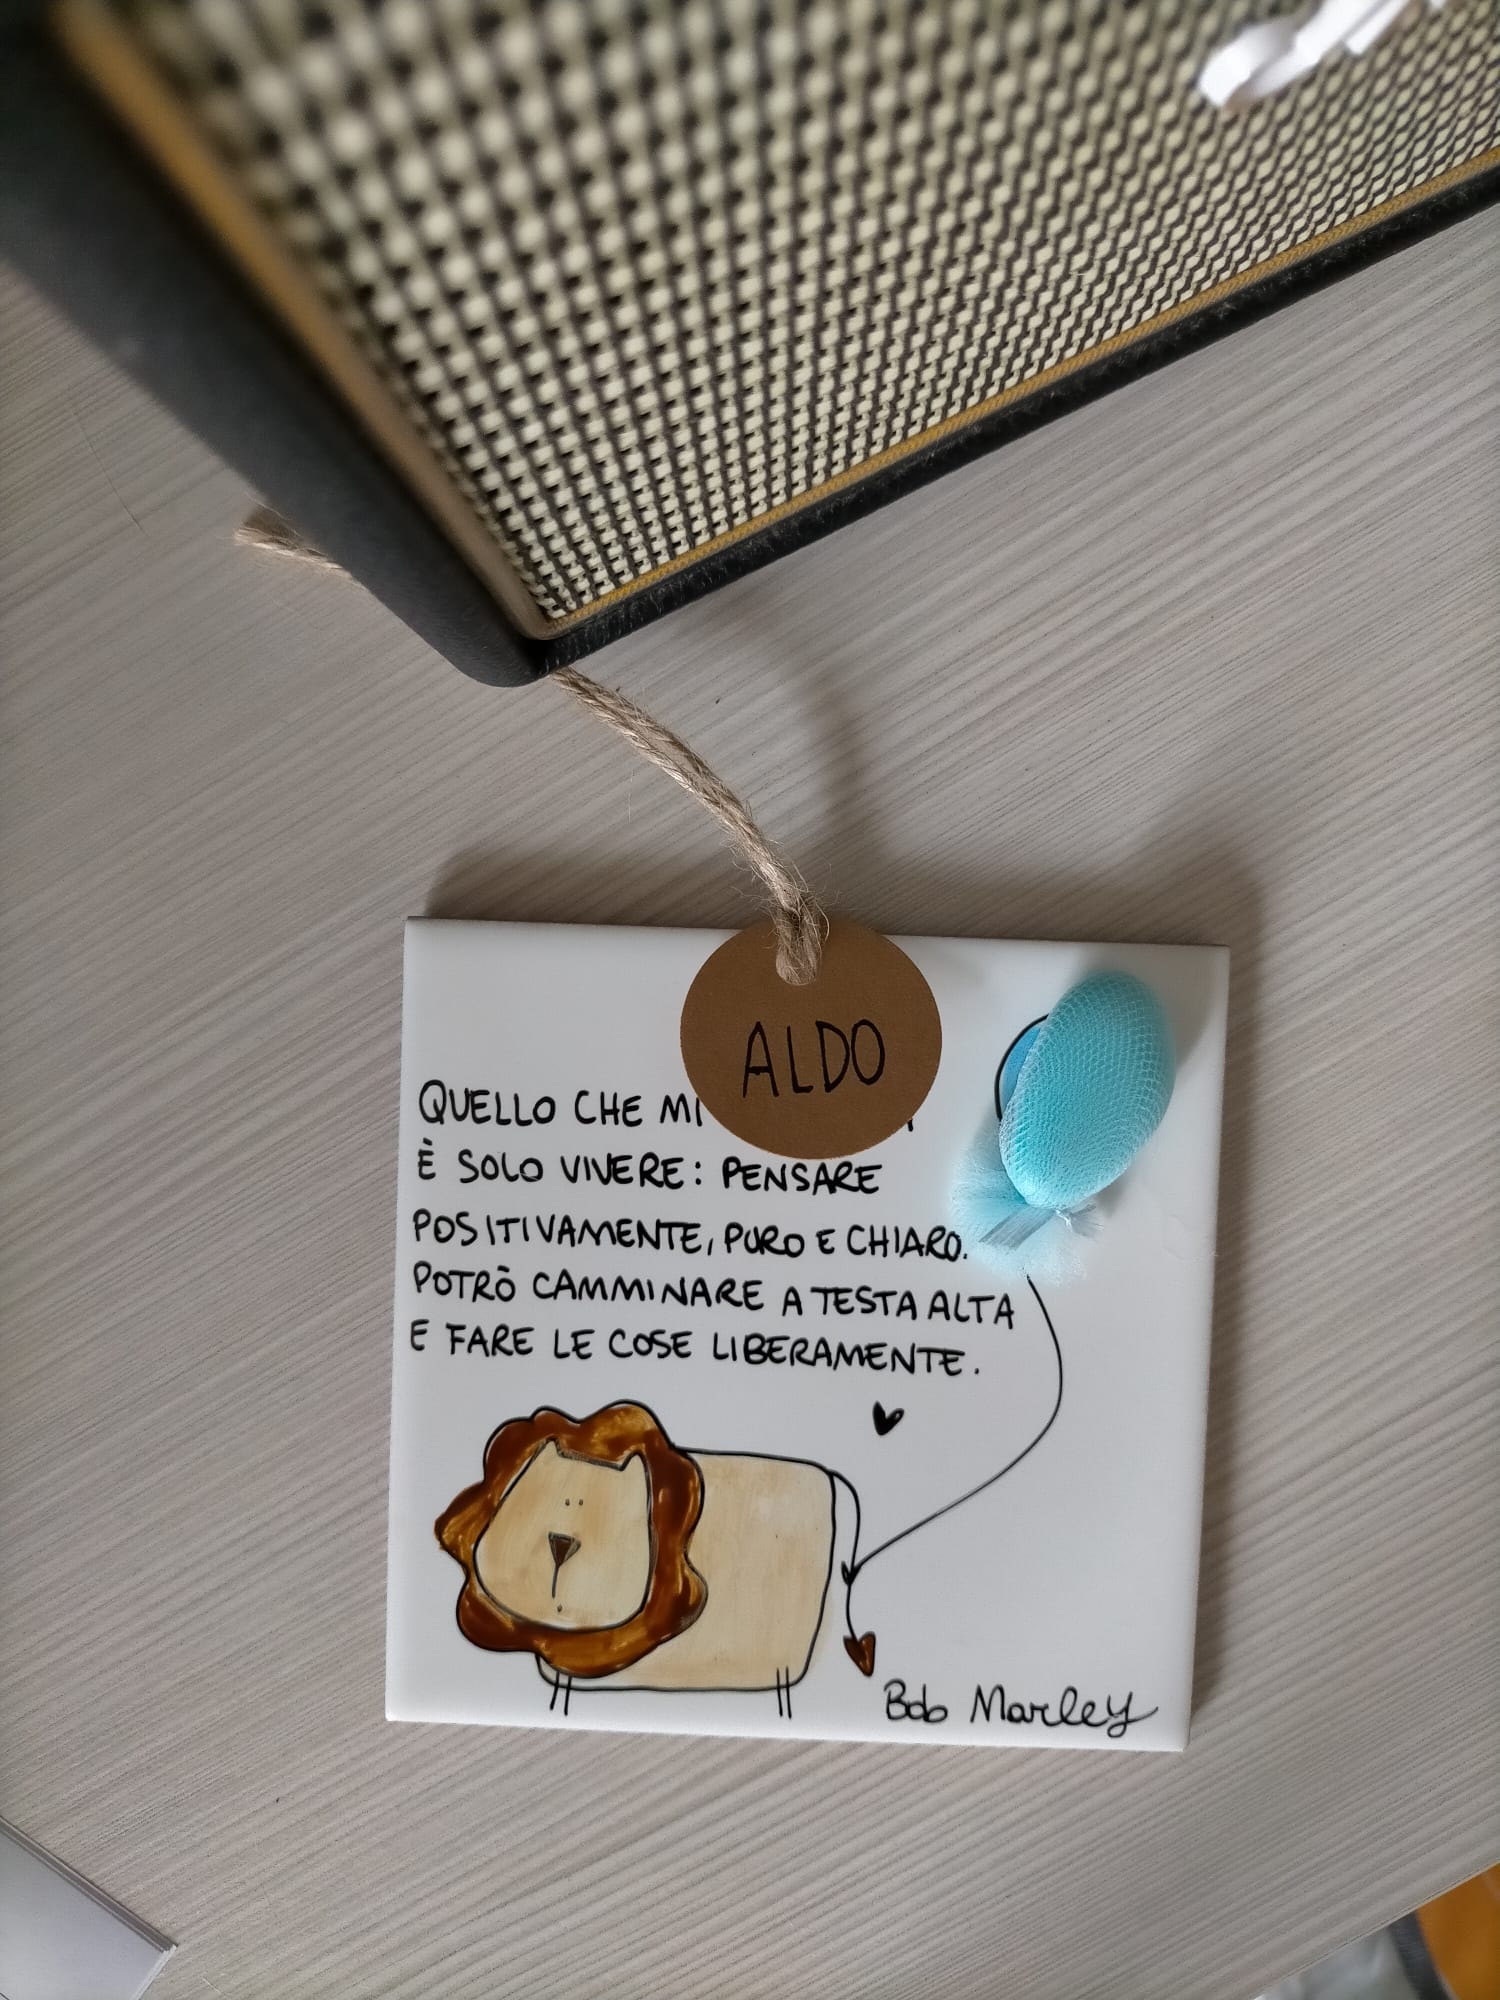 ALDO
QUELLO CHE MI
È SOLO VIVERE: PENSARE
POSITIVAMENTE, PURO E CHIARO.
POTRÒ CAMMINARE A TESTA ALTA
E FARE LE COSE LIBERAMENTE.
Bob Marley